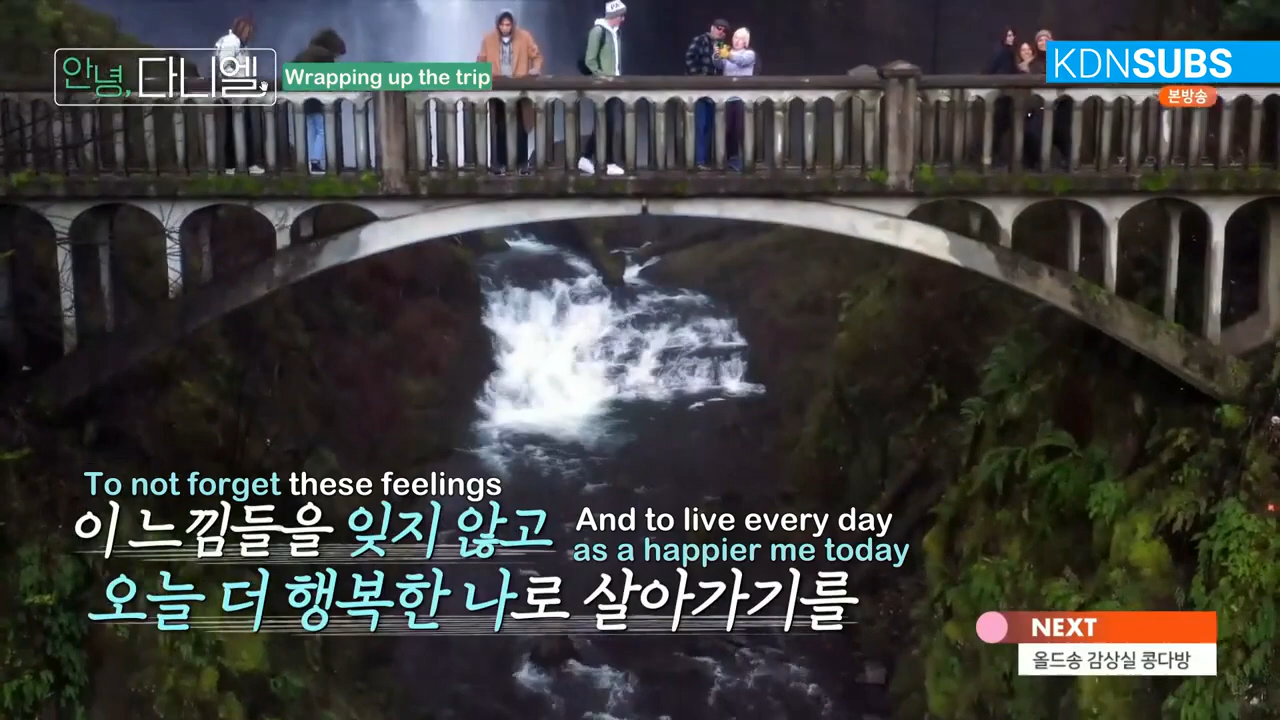 안녕, 다니엘,
Wrapping up the trip
KDNSUBS
본방송
To not forget these feelings
이 느낌들을 잊지 않고
And to live every day
as a happier me today
오늘 더 행복한 나로 살아가기를
NEXT
올드송 감상실 콩다방